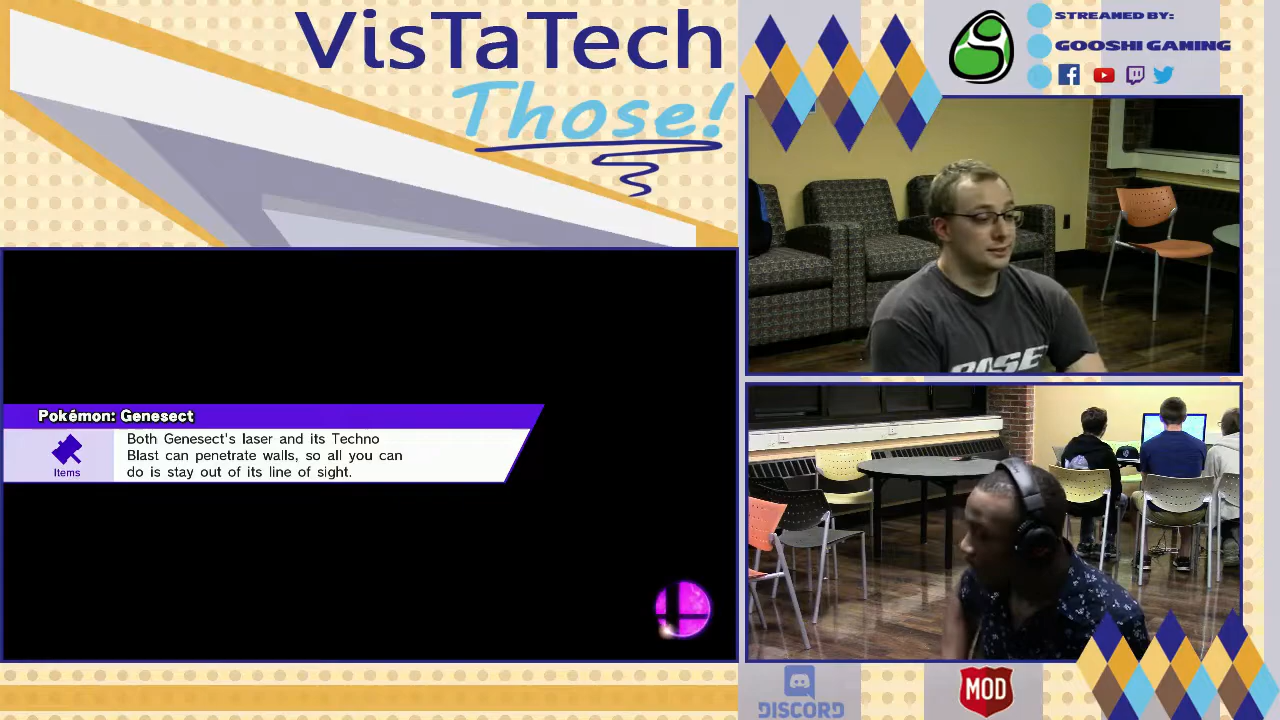 VisTaTech
Those!
STREAMED BY:
GOOSHI GAMING
Pokémon: Genesect
Both Genesect's laser and its Techno
Blast can penetrate walls, so all you can
do is stay out of its line of sight.
Items
BOSE
DISCORD
MOD